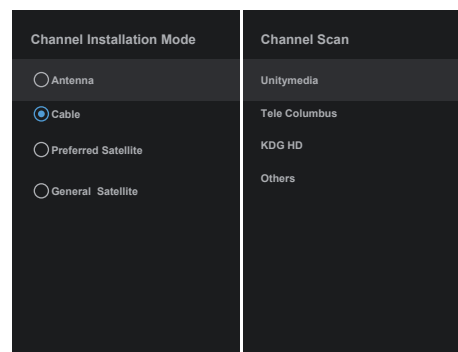 Channel Installation Mode
Antenna
Cable
Preferred Satellite
General Satellite
Channel Scan
Unitymedia
Tele Columbus
KDG HD
Others